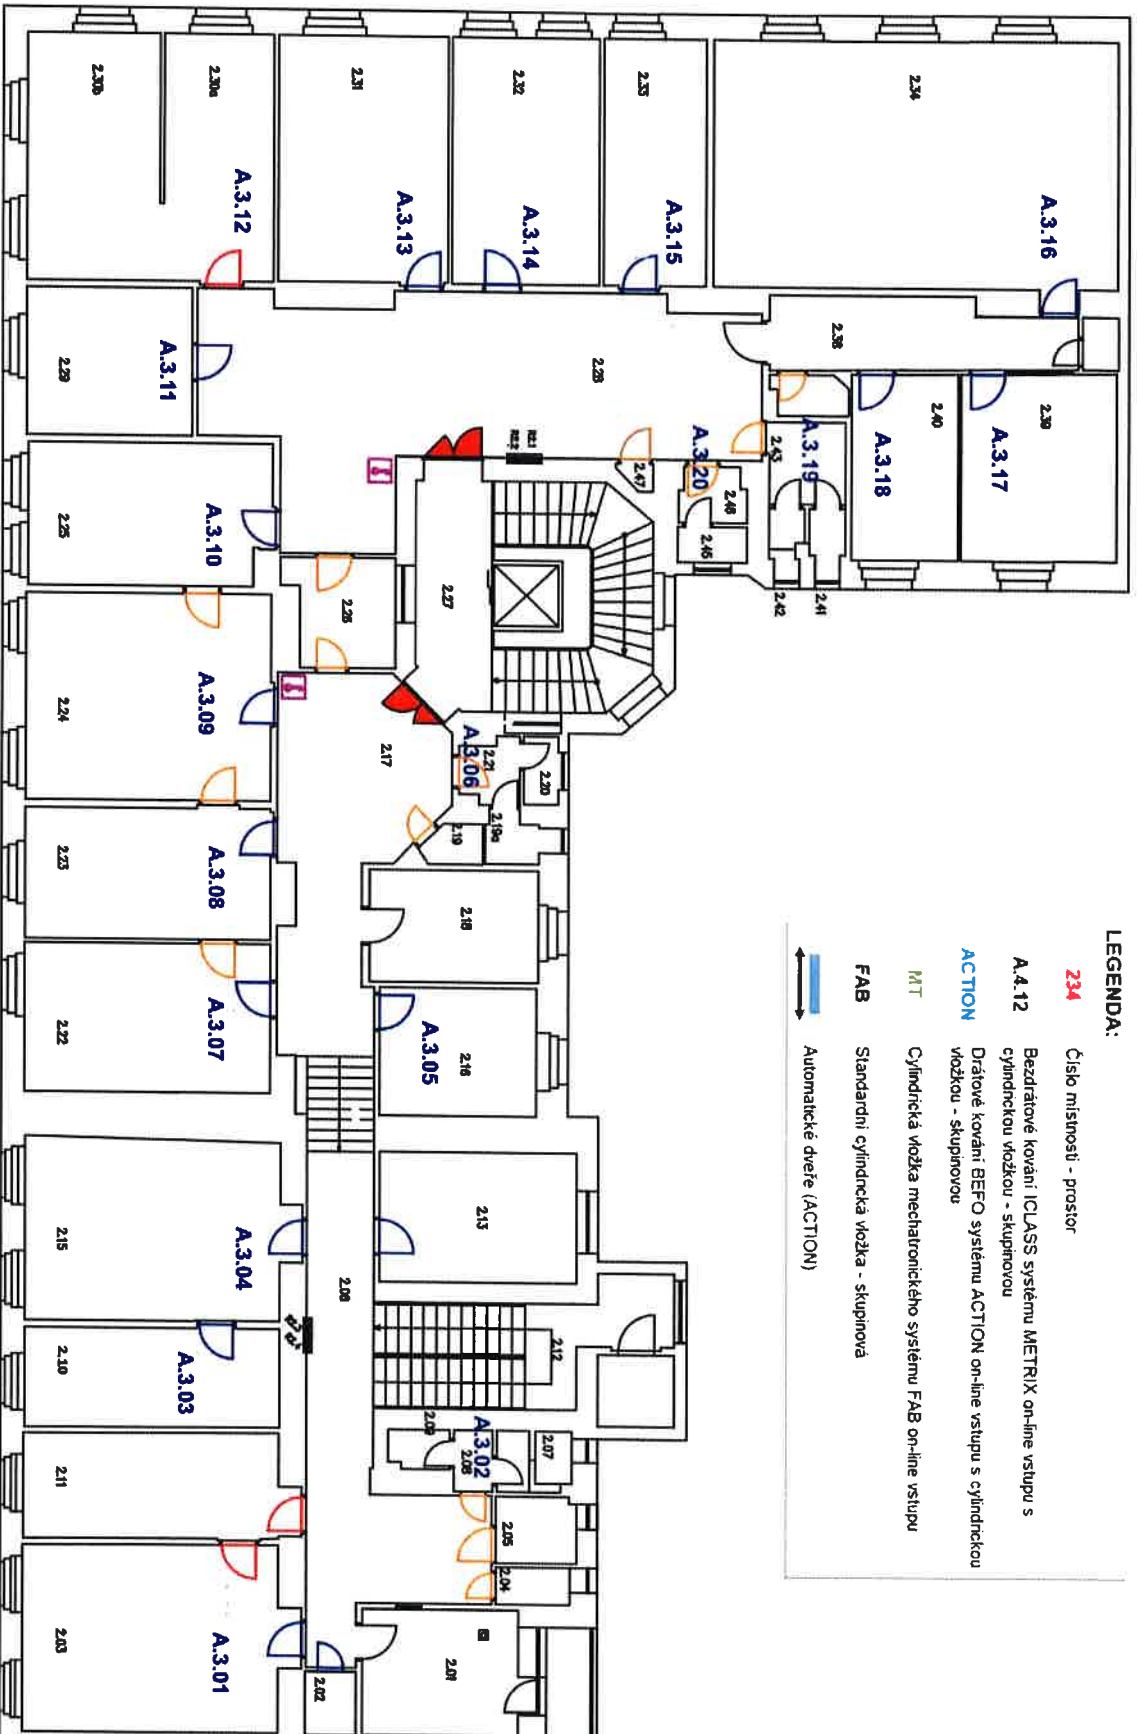 LEGENDA:
234 Číslo místnosti - prostor
A.4.12 Bezdrátové kování ICLASS systému METRIX on-line vstupu s
cylindrickou vložkou - skupinovou
ACTION Drátové kování BEFO systému ACTION on-line vstupu s cylindrickou
vložkou - skupinovou
MT Cylindrická vložka mechatronického systému FAB on-line vstupu
FAB Standardní cylindrická vložka - skupinová
Automatické dveře (ACTION)
2.34
A.3.16
2.33
A.3.15
2.32
A.3.14
2.31
A.3.13
2.30a
A.3.12
2.30b
2.39
A.3.17
2.40
A.3.18
2.38
2.43
A.3.19
2.41
2.42
A.3.20
2.46
2.45
2.47
2.28
R2.1
R2.2
A.3.11
2.29
2.27
2.26
A.3.10
2.25
A.3.09
2.24
2.17
A.3.06
2.21
2.20
2.19a
2.19
A.3.08
2.23
2.18
A.3.07
2.22
2.16
A.3.05
2.13
2.12
A.3.04
2.15
2.06
A.3.03
2.10
2.09
A.3.02
2.08
2.07
2.11
2.05
2.04
A.3.01
2.03
2.02
2.01